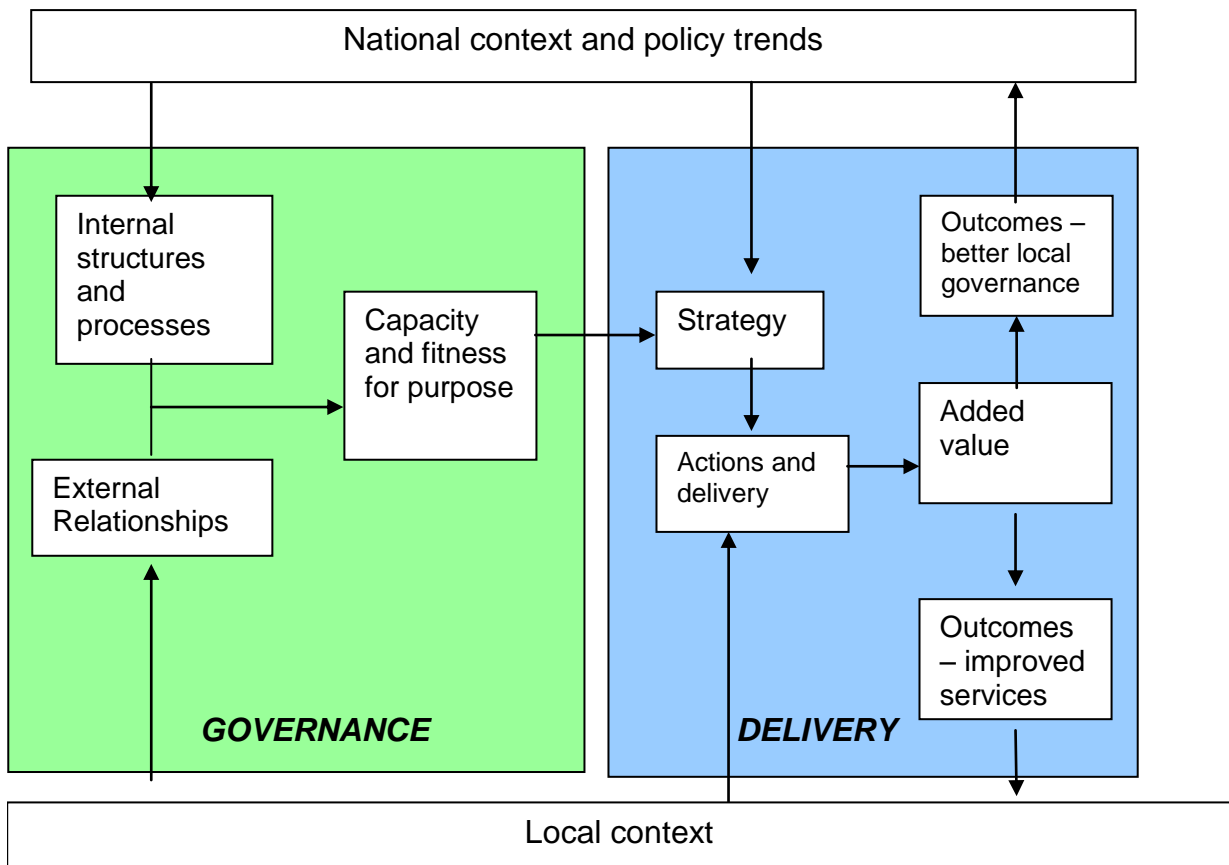 National context and policy trends
Internal
structures
and
processes
Outcomes –
better local
governance
Capacity
and fitness
for purpose
Strategy
Added
value
Actions and
delivery
External
Relationships
Outcomes
– improved
services
GOVERNANCE
DELIVERY
Local context